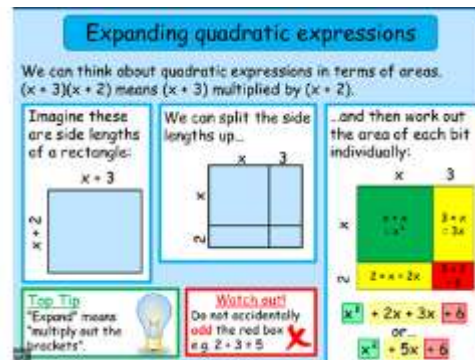 Expanding quadratic expressions
We can think about quadratic expressions in terms of areas.
(x + 3)(x + 2) means (x + 3) multiplied by (x + 2).
Imagine these
are side lengths
of a rectangle:
x + 3
x + 2
We can split the side
lengths up...
x 3
x
2
...and then work out
the area of each bit
individually:
x 3
x
2
3 × x
= 3x
2 × x = 2x
x² + 2x + 3x + 6
or...
x² + 5x + 6
Top Tip
"Expand" means
"multiply out the
brackets".
Watch out!
Do not accidentally
add the red box
e.g. 2 + 3 = 5